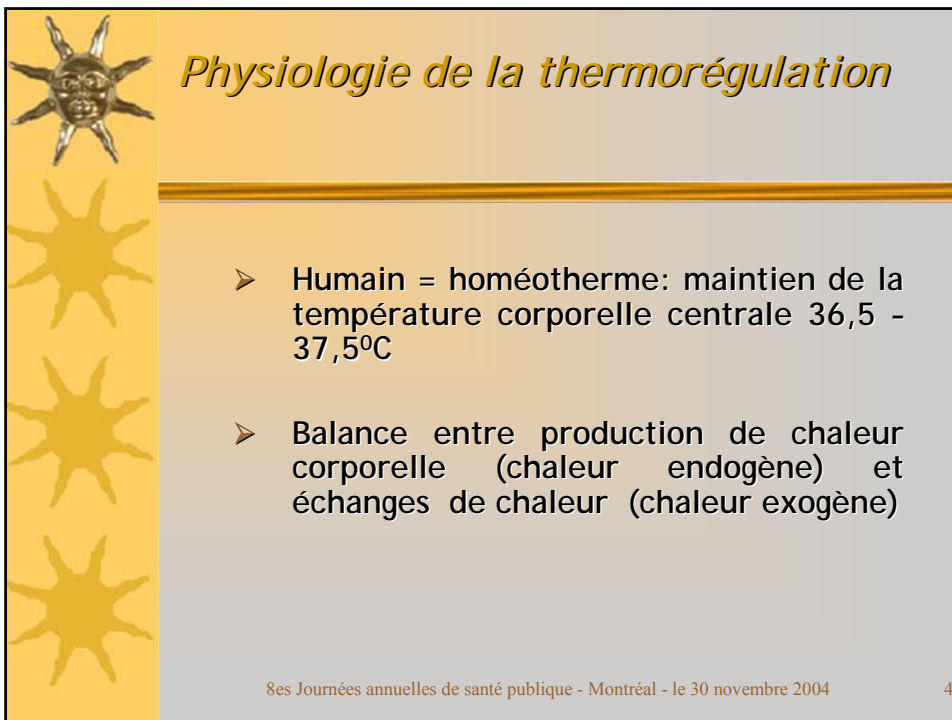 Physiologie de la thermorégulation
➢ Humain = homéotherme: maintien de la
température corporelle centrale 36,5 –
37,5⁰C
➢ Balance entre production de chaleur
corporelle (chaleur endogène) et
échanges de chaleur (chaleur exogène)
8es Journées annuelles de santé publique - Montréal - le 30 novembre 2004 4